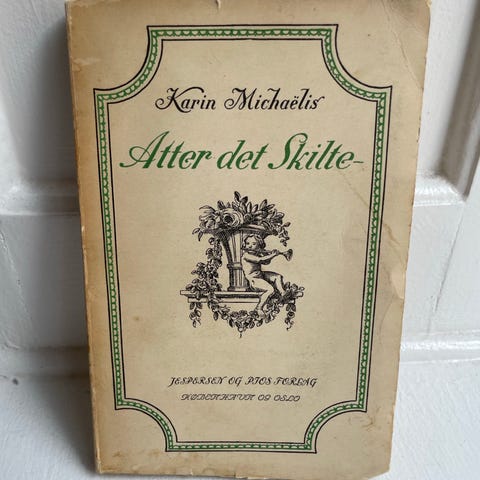 Karin Michaëlis
Atter det Skilte-
JESPERSEN OG PIOS FORLAG
KØBENHAVN OG OSLO